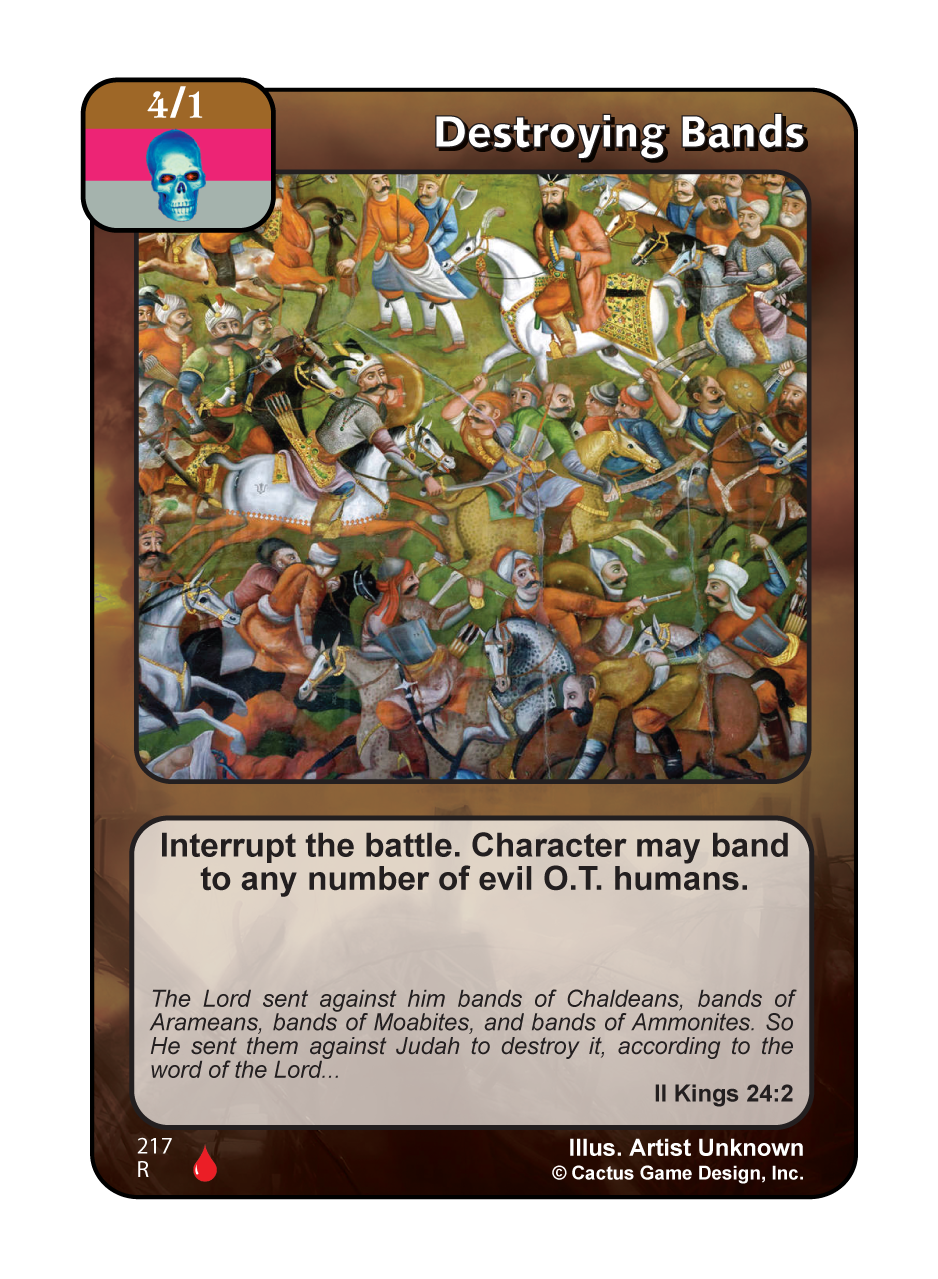 4/1
Destroying Bands
Interrupt the battle. Character may band
to any number of evil O.T. humans.
The Lord sent against him bands of Chaldeans, bands of
Arameans, bands of Moabites, and bands of Ammonites. So
He sent them against Judah to destroy it, according to the
word of the Lord...
II Kings 24:2
217
R
Illus. Artist Unknown
© Cactus Game Design, Inc.